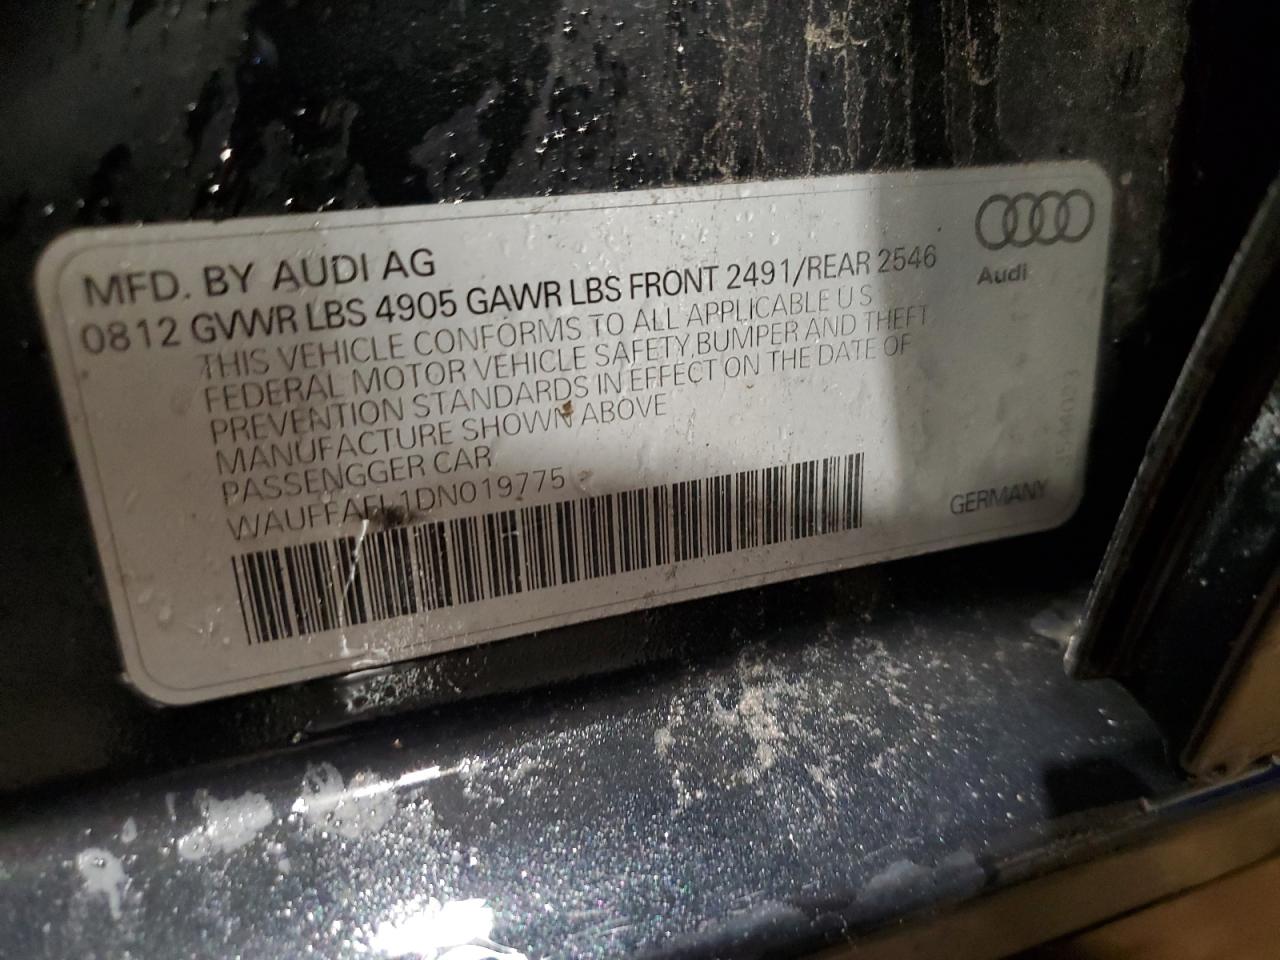 MFD. BY AUDI AG
0812 GVWR LBS 4905 GAWR LBS FRONT 2491/REAR 2546
THIS VEHICLE CONFORMS TO ALL APPLICABLE U S
FEDERAL MOTOR VEHICLE SAFETY, BUMPER AND THEFT
PREVENTION STANDARDS IN EFFECT ON THE DATE OF
MANUFACTURE SHOWN ABOVE
PASSENGGER CAR
WAUFFAFL1DN019775
Audi
GERMANY